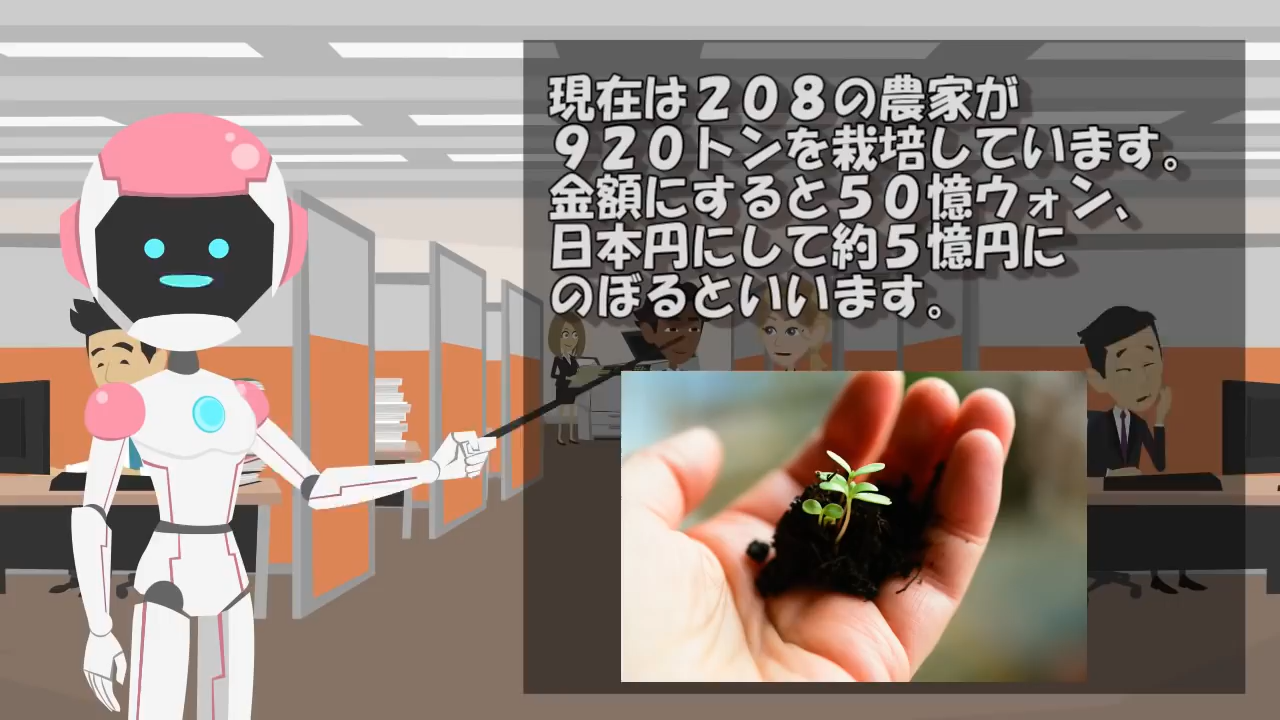 現在は２０８の農家が
９２０トンを栽培しています。
金額にすると５０億ウォン、
日本円にして約５億円に
のぼるといいます。